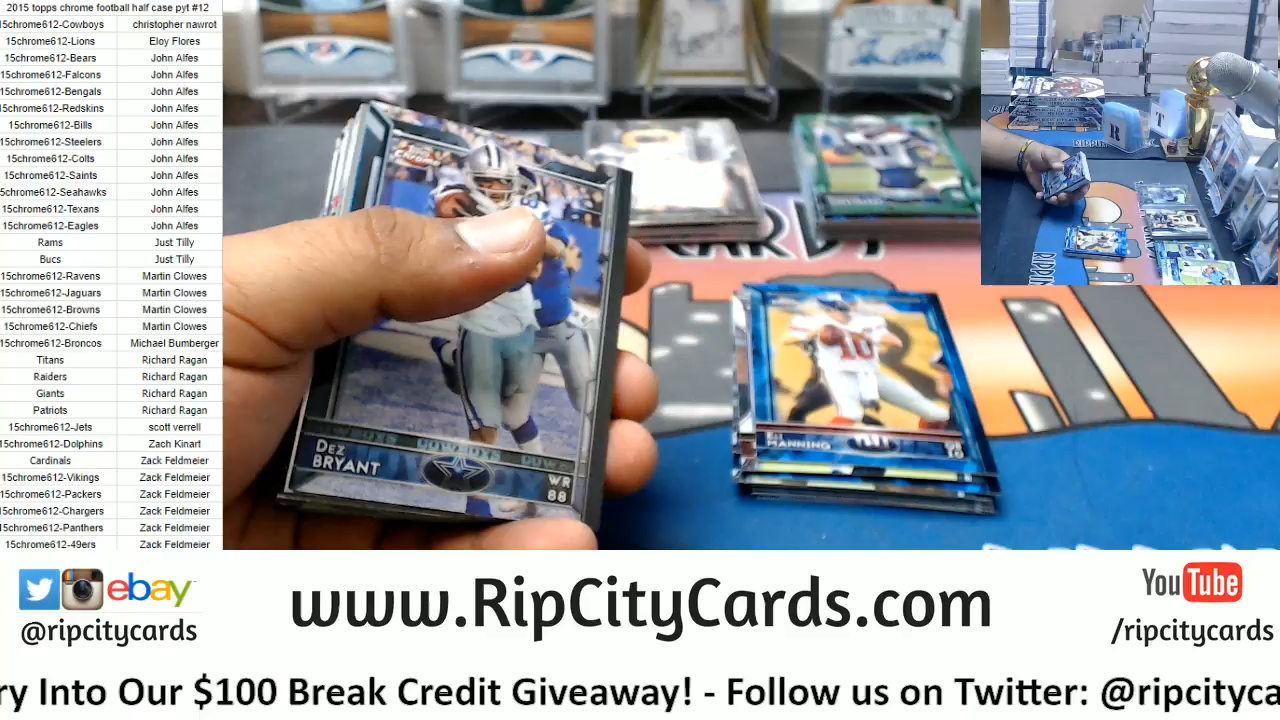 2015 topps chrome football half case pyt #12
15chrome612-Cowboys christopher nawrot
15chrome612-Lions Eloy Flores
15chrome612-Bears John Alfes
15chrome612-Falcons John Alfes
15chrome612-Bengals John Alfes
15chrome612-Redskins John Alfes
15chrome612-Bills John Alfes
15chrome612-Steelers John Alfes
15chrome612-Colts John Alfes
15chrome612-Saints John Alfes
15chrome612-Seahawks John Alfes
15chrome612-Texans John Alfes
15chrome612-Eagles John Alfes
Rams Just Tilly
Bucs Just Tilly
15chrome612-Ravens Martin Clowes
15chrome612-Jaguars Martin Clowes
15chrome612-Browns Martin Clowes
15chrome612-Chiefs Martin Clowes
15chrome612-Broncos Michael Bumberger
Titans Richard Ragan
Raiders Richard Ragan
Giants Richard Ragan
Patriots Richard Ragan
15chrome612-Jets scott verrell
15chrome612-Dolphins Zach Kinart
Cardinals Zack Feldmeier
15chrome612-Vikings Zack Feldmeier
15chrome612-Packers Zack Feldmeier
15chrome612-Chargers Zack Feldmeier
15chrome612-Panthers Zack Feldmeier
15chrome612-49ers Zack Feldmeier
DEZ
BRYANT
WR
88
ELI
MANNING
QB
10
10
R
T
ebay
@ripcitycards
www.RipCityCards.com
YouTube
/ripcitycards
ry Into Our $100 Break Credit Giveaway! - Follow us on Twitter: @ripcityca